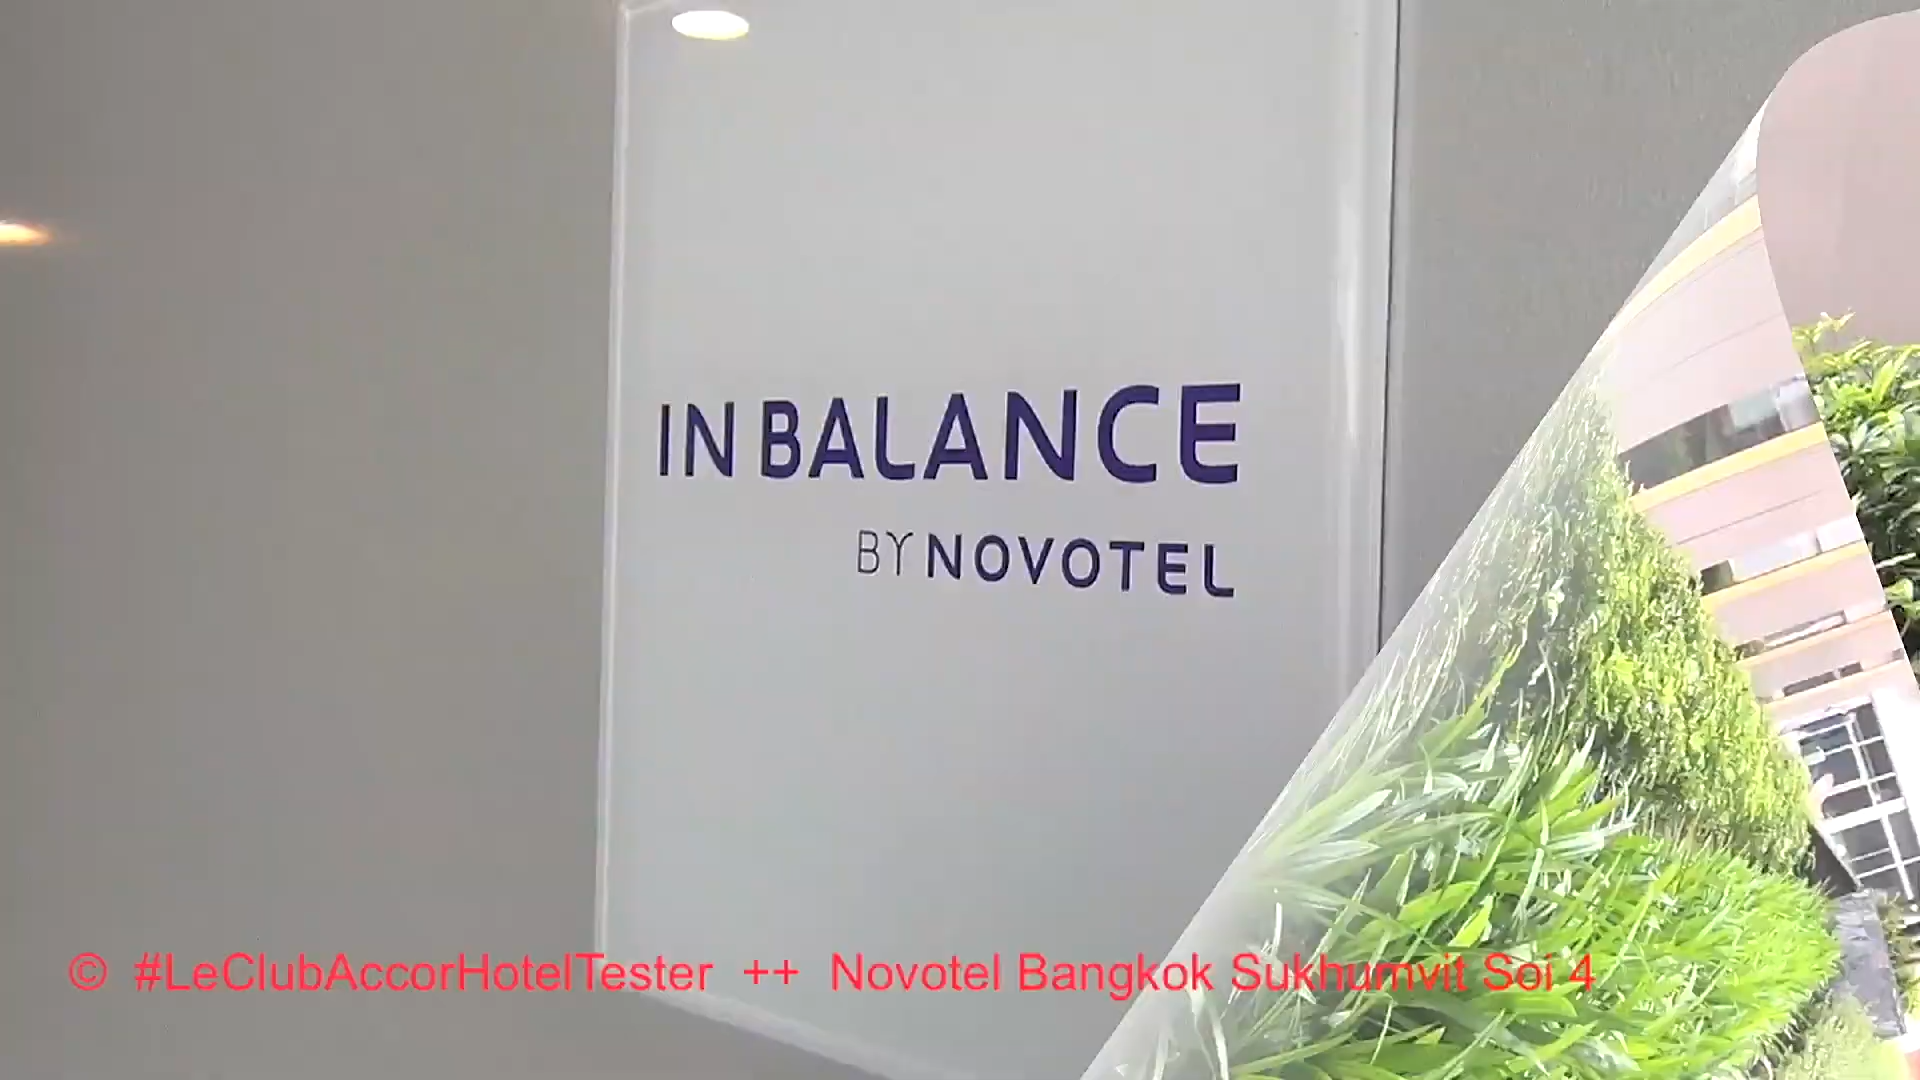 IN BALANCE
BY NOVOTEL
© #LeClubAccorHotelTester ++ Novotel Bangkok Sukhumvit Soi 4